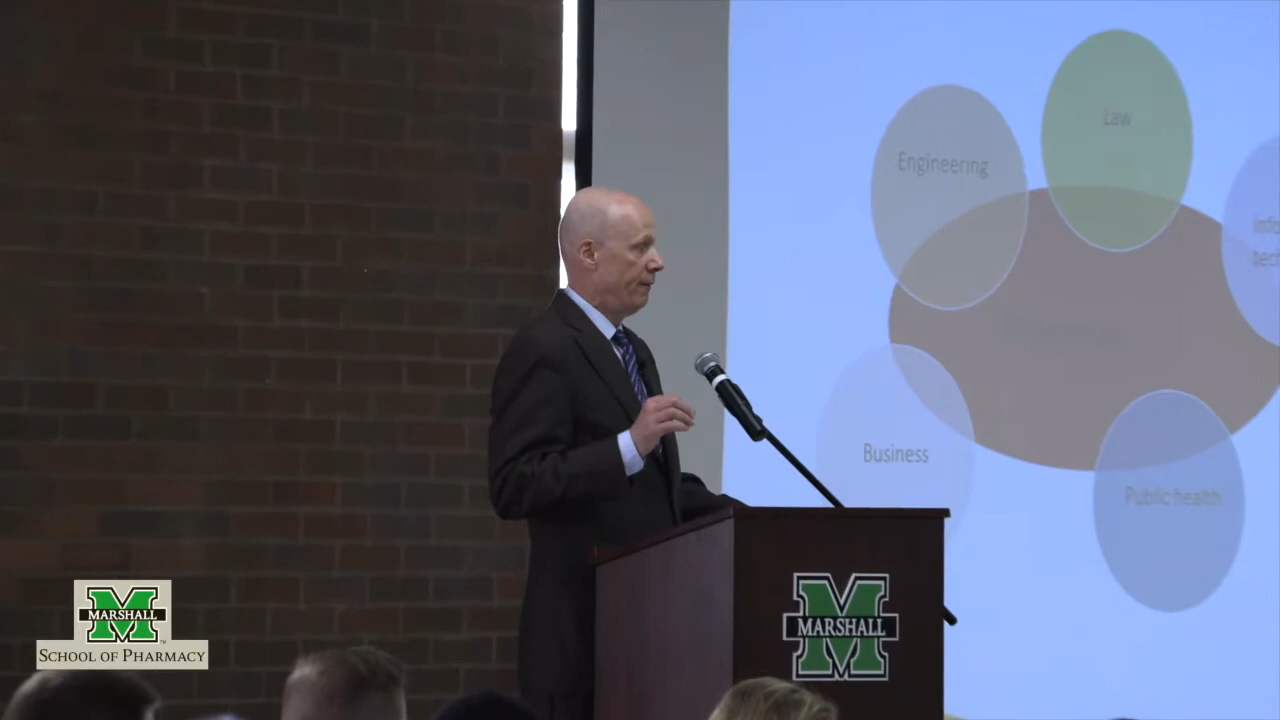 Law
Engineering
Business
Public health
MARSHALL
MARSHALL
SCHOOL OF PHARMACY